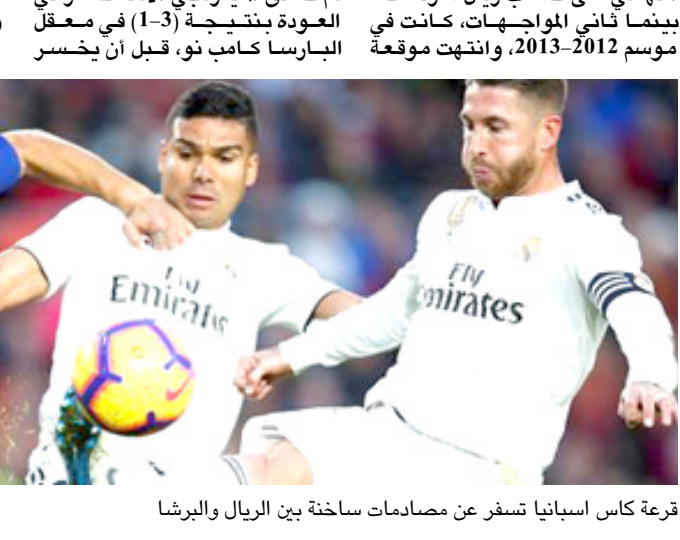 بينما ثاني المواجهات، كانت في
موسم 2012-2013، وانتهت موقعة
العودة بنتيجة (3-1) في معقل
البارسا كامب نو، قبل أن يخسر
Fly
Emirates
Fly
Emirates
قرعة كاس اسبانيا تسفر عن مصادمات ساخنة بين الريال والبرشا